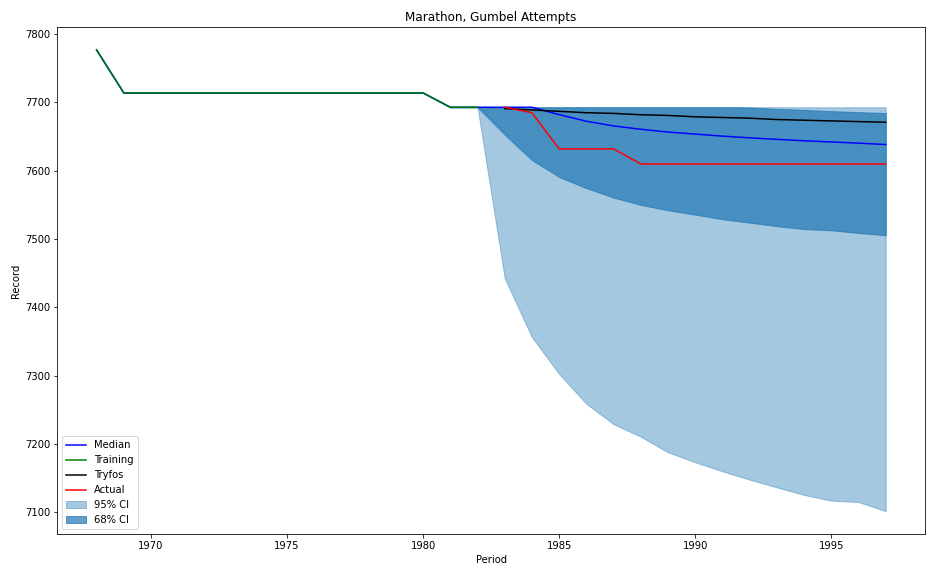 Marathon, Gumbel Attempts
7800
7700
7600
7500
7400
7300
7200
7100
Record
Median
Training
Tryfos
Actual
95% CI
68% CI
1970
1975
1980
1985
1990
1995
Period